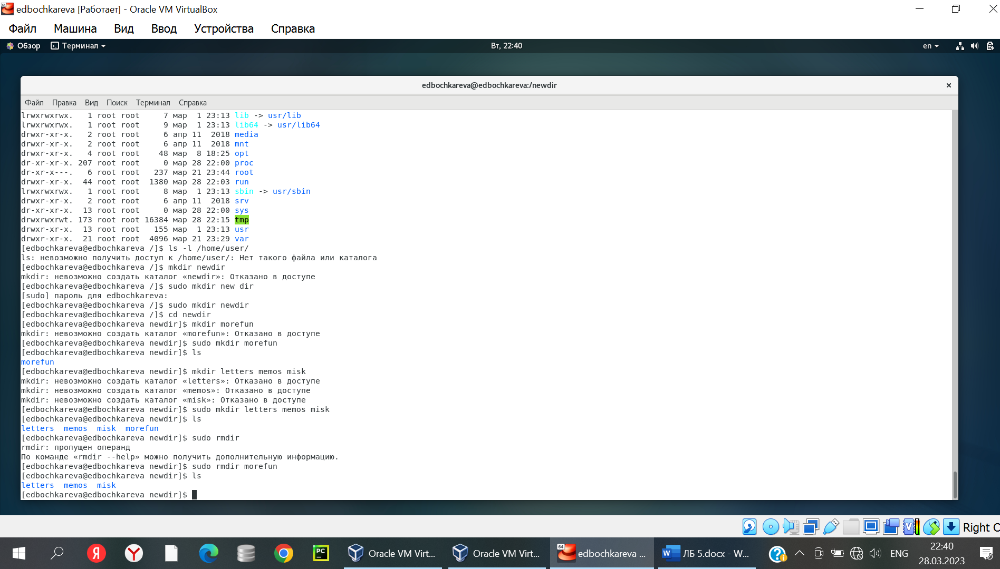 edbochkareva [Работает] - Oracle VM VirtualBox
Файл Машина Вид Ввод Устройства Справка
Обзор Терминал Вт, 22:40 en
edbochkareva@edbochkareva:/newdir
Файл Правка Вид Поиск Терминал Справка
lrwxrwxrwx.   1 root root     7 мар  1 23:13 lib -> usr/lib
lrwxrwxrwx.   1 root root     9 мар  1 23:13 lib64 -> usr/lib64
drwxr-xr-x.   2 root root     6 апр 11  2018 media
drwxr-xr-x.   2 root root     6 апр 11  2018 mnt
drwxr-xr-x.   4 root root    48 мар  8 18:25 opt
dr-xr-xr-x. 207 root root     0 мар 28 22:00 proc
dr-xr-x---.   6 root root   237 мар 21 23:44 root
drwxr-xr-x.  44 root root  1380 мар 28 22:03 run
lrwxrwxrwx.   1 root root     8 мар  1 23:13 sbin -> usr/sbin
drwxr-xr-x.   2 root root     6 апр 11  2018 srv
dr-xr-xr-x.  13 root root     0 мар 28 22:00 sys
drwxrwxrwt. 173 root root 16384 мар 28 22:15 tmp
drwxr-xr-x.  13 root root   155 мар  1 23:13 usr
drwxr-xr-x.  21 root root  4096 мар 21 23:29 var
[edbochkareva@edbochkareva /]$ ls -l /home/user/
ls: невозможно получить доступ к /home/user/: Нет такого файла или каталога
[edbochkareva@edbochkareva /]$ mkdir newdir
mkdir: невозможно создать каталог «newdir»: Отказано в доступе
[edbochkareva@edbochkareva /]$ sudo mkdir new dir
[sudo] пароль для edbochkareva:
[edbochkareva@edbochkareva /]$ sudo mkdir newdir
[edbochkareva@edbochkareva /]$ cd newdir
[edbochkareva@edbochkareva newdir]$ mkdir morefun
mkdir: невозможно создать каталог «morefun»: Отказано в доступе
[edbochkareva@edbochkareva newdir]$ sudo mkdir morefun
[edbochkareva@edbochkareva newdir]$ ls
morefun
[edbochkareva@edbochkareva newdir]$ mkdir letters memos misk
mkdir: невозможно создать каталог «letters»: Отказано в доступе
mkdir: невозможно создать каталог «memos»: Отказано в доступе
mkdir: невозможно создать каталог «misk»: Отказано в доступе
[edbochkareva@edbochkareva newdir]$ sudo mkdir letters memos misk
[edbochkareva@edbochkareva newdir]$ ls
letters  memos  misk  morefun
[edbochkareva@edbochkareva newdir]$ sudo rmdir
rmdir: пропущен операнд
По команде «rmdir --help» можно получить дополнительную информацию.
[edbochkareva@edbochkareva newdir]$ sudo rmdir morefun
[edbochkareva@edbochkareva newdir]$ ls
letters  memos  misk
[edbochkareva@edbochkareva newdir]$
Right C
Oracle VM Virt... Oracle VM Virt... edbochkareva ... ЛБ 5.docx - W... ENG 22:40
28.03.2023